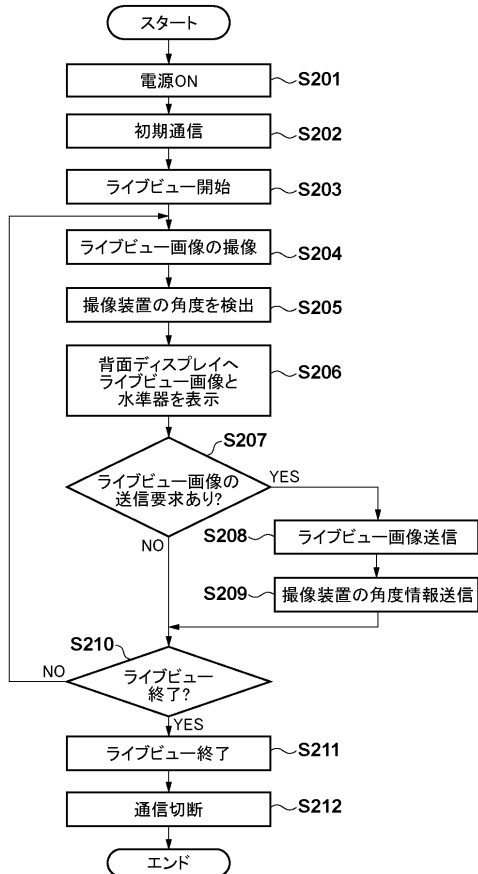 スタート
電源ON
S201
初期通信
S202
ライブビュー開始
S203
ライブビュー画像の撮像
S204
撮像装置の角度を検出
S205
背面ディスプレイへ
ライブビュー画像と
水準器を表示
S206
S207
ライブビュー画像の
送信要求あり?
YES
NO
S208
ライブビュー画像送信
S209
撮像装置の角度情報送信
S210
ライブビュー
終了?
NO
YES
ライブビュー終了
S211
通信切断
S212
エンド